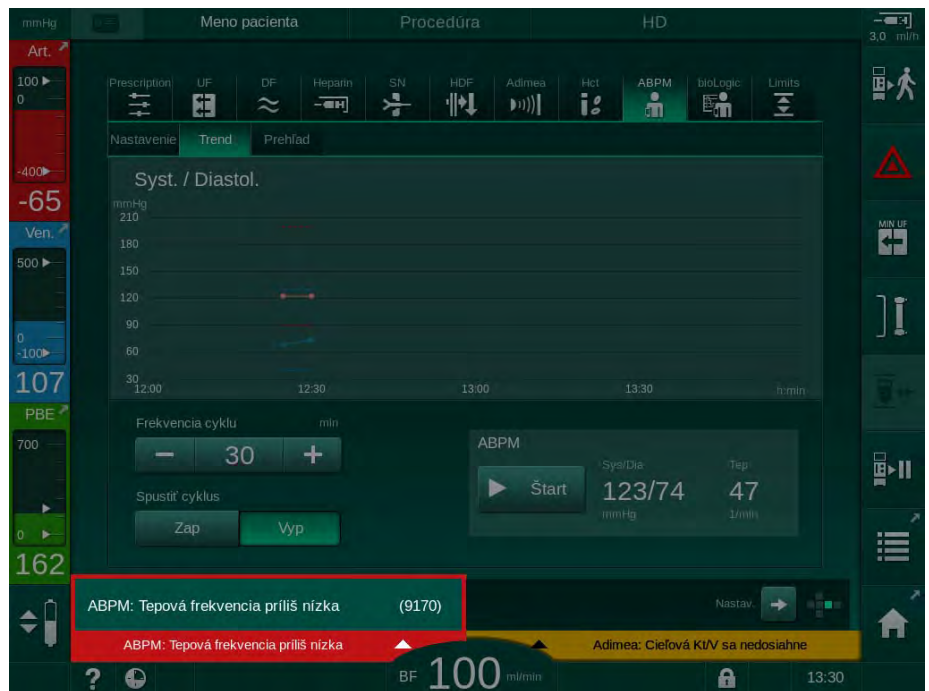 mmHg
Meno pacienta
Procedúra
HD
3,0 ml/h
Art.
100
0
-400
-65
Ven.
500
0
-100
107
PBE
700
0
162
Prescription
UF
DF
Heparin
SN
HDF
Adimea
Hct
ABPM
bioLogic
Limits
Nastavenie
Trend
Prehľad
Syst. / Diastol.
mmHg
210
180
150
120
90
60
30
12:00
12:30
13:00
13:30
h:min
Frekvencia cyklu
min
30
Spustiť cyklus
Zap
Vyp
ABPM
Štart
Sys/Dia
123/74
mmHg
Tep
47
1/min
MIN UF
ABPM: Tepová frekvencia príliš nízka (9170)
Nastav.
ABPM: Tepová frekvencia príliš nízka
Adimea: Cieľová Kt/V sa nedosiahne
?
BF 100 ml/min
13:30